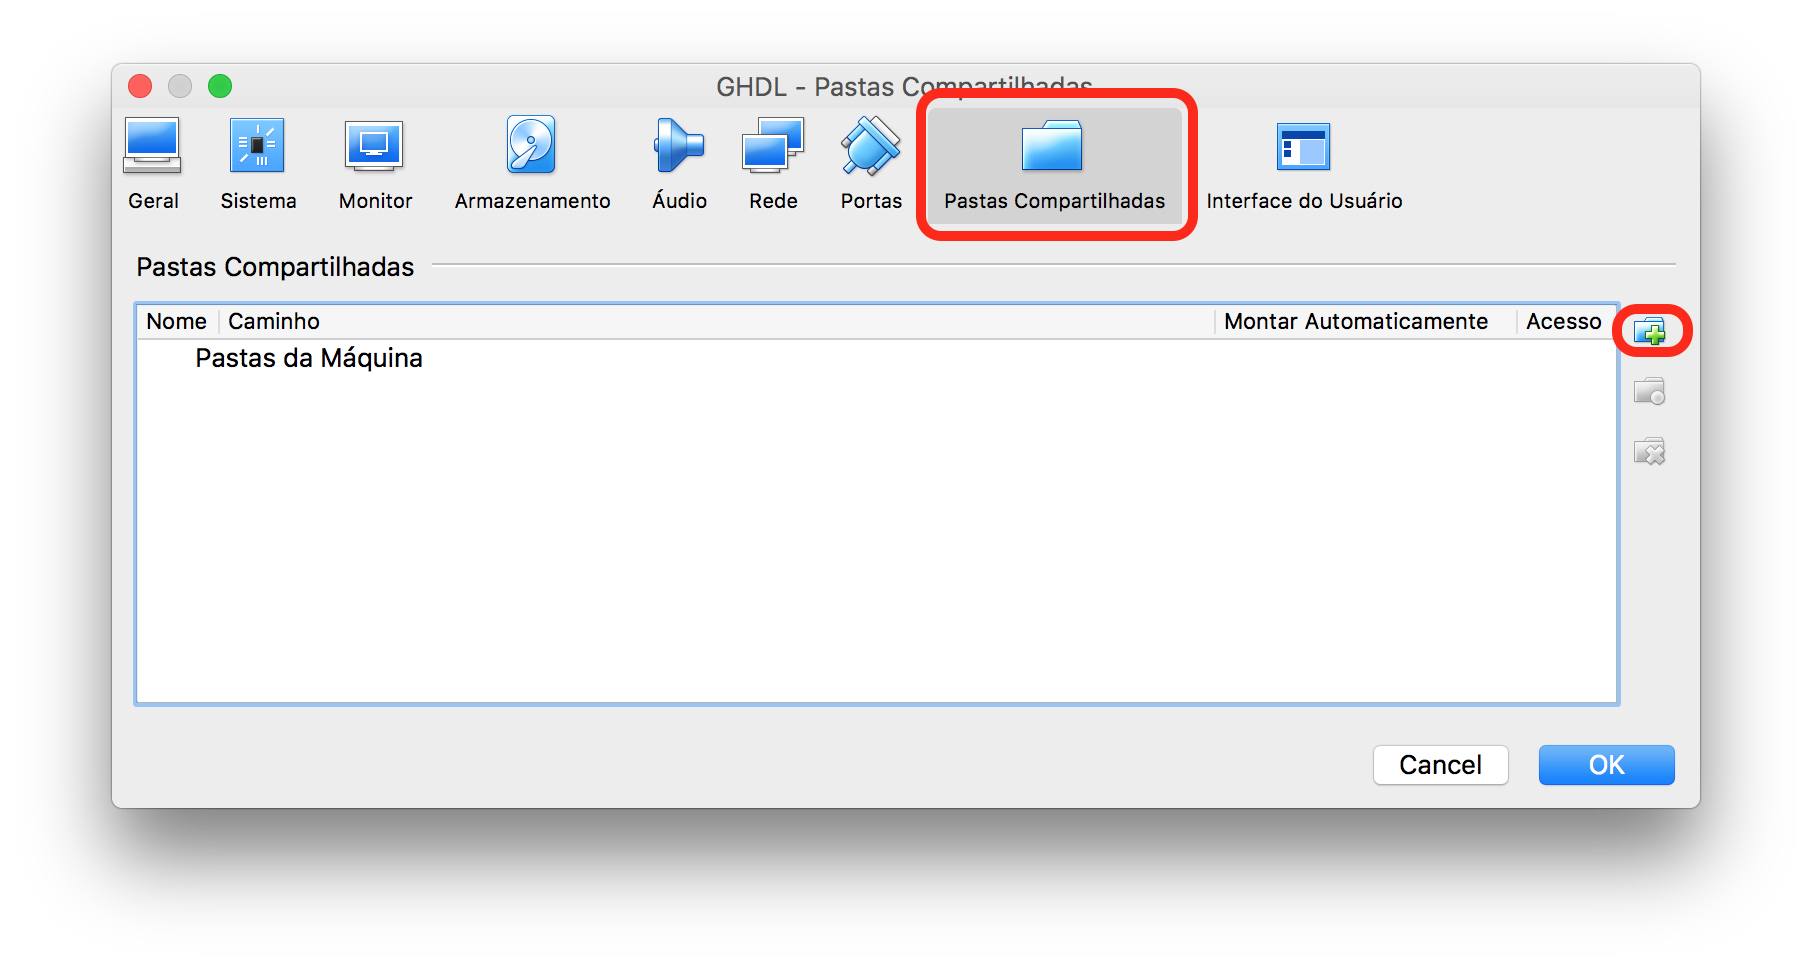 GHDL - Pastas Compartilhadas
Geral Sistema Monitor Armazenamento Áudio Rede Portas Pastas Compartilhadas Interface do Usuário
Pastas Compartilhadas
Nome Caminho Montar Automaticamente Acesso
Pastas da Máquina
Cancel OK